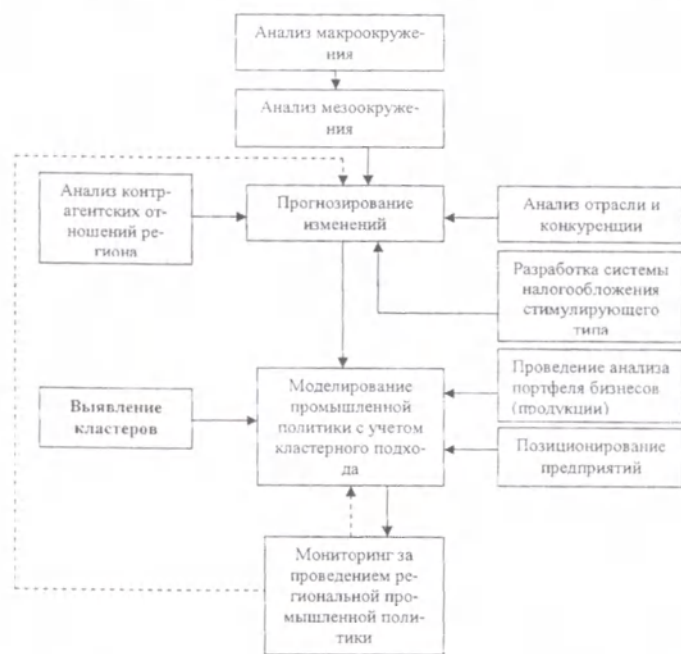 Анализ макроокруже-
ния
Анализ мезоокруже-
ния
Анализ контр-
агентских от-
ношений ре-
гиона
Прогнозирование
изменений
Анализ отрасли и
конкуренции
Разработка системы
налогообложения
стимулирующего
типа
Проведение анализа
портфеля бизнесов
(продукции)
Выявление
кластеров
Моделирование
промышленной
политики с учетом
кластерного подхо-
да
Позиционирование
предприятий
Мониторинг за
проведением ре-
гиональной про-
мышленной поли-
тики